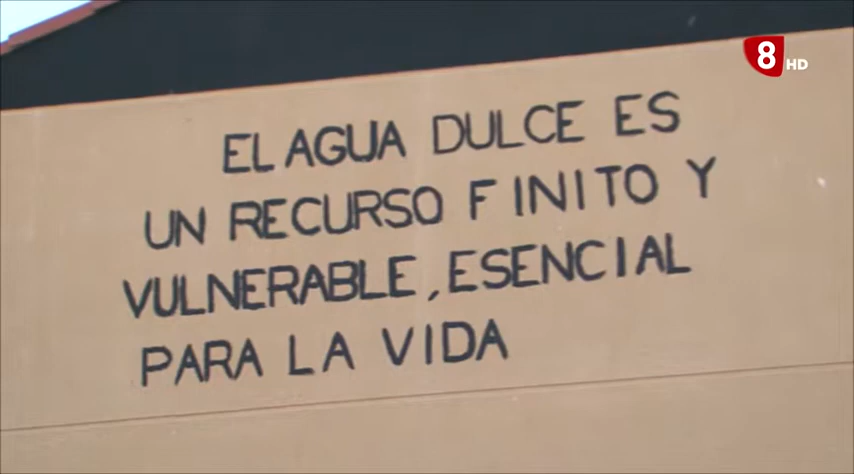 8 HD
EL AGUA DULCE ES
UN RECURSO FINITO Y
VULNERABLE, ESENCIAL
PARA LA VIDA